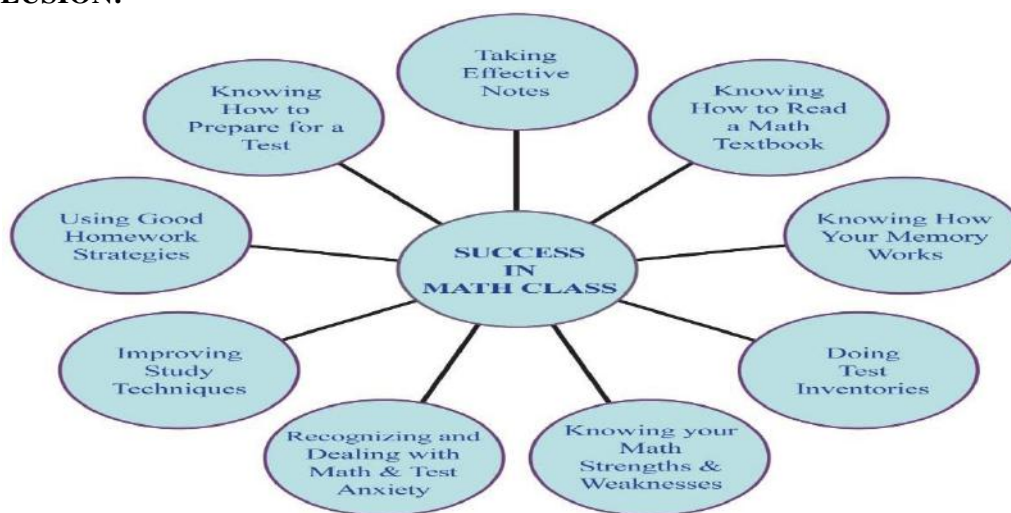 LUSION:
Taking
Effective
Notes
Knowing
How to
Prepare for a
Test
Knowing
How to Read
a Math
Textbook
Using Good
Homework
Strategies
SUCCESS
IN
MATH CLASS
Knowing How
Your Memory
Works
Improving
Study
Techniques
Doing
Test
Inventories
Recognizing and
Dealing with
Math & Test
Anxiety
Knowing your
Math
Strengths &
Weaknesses